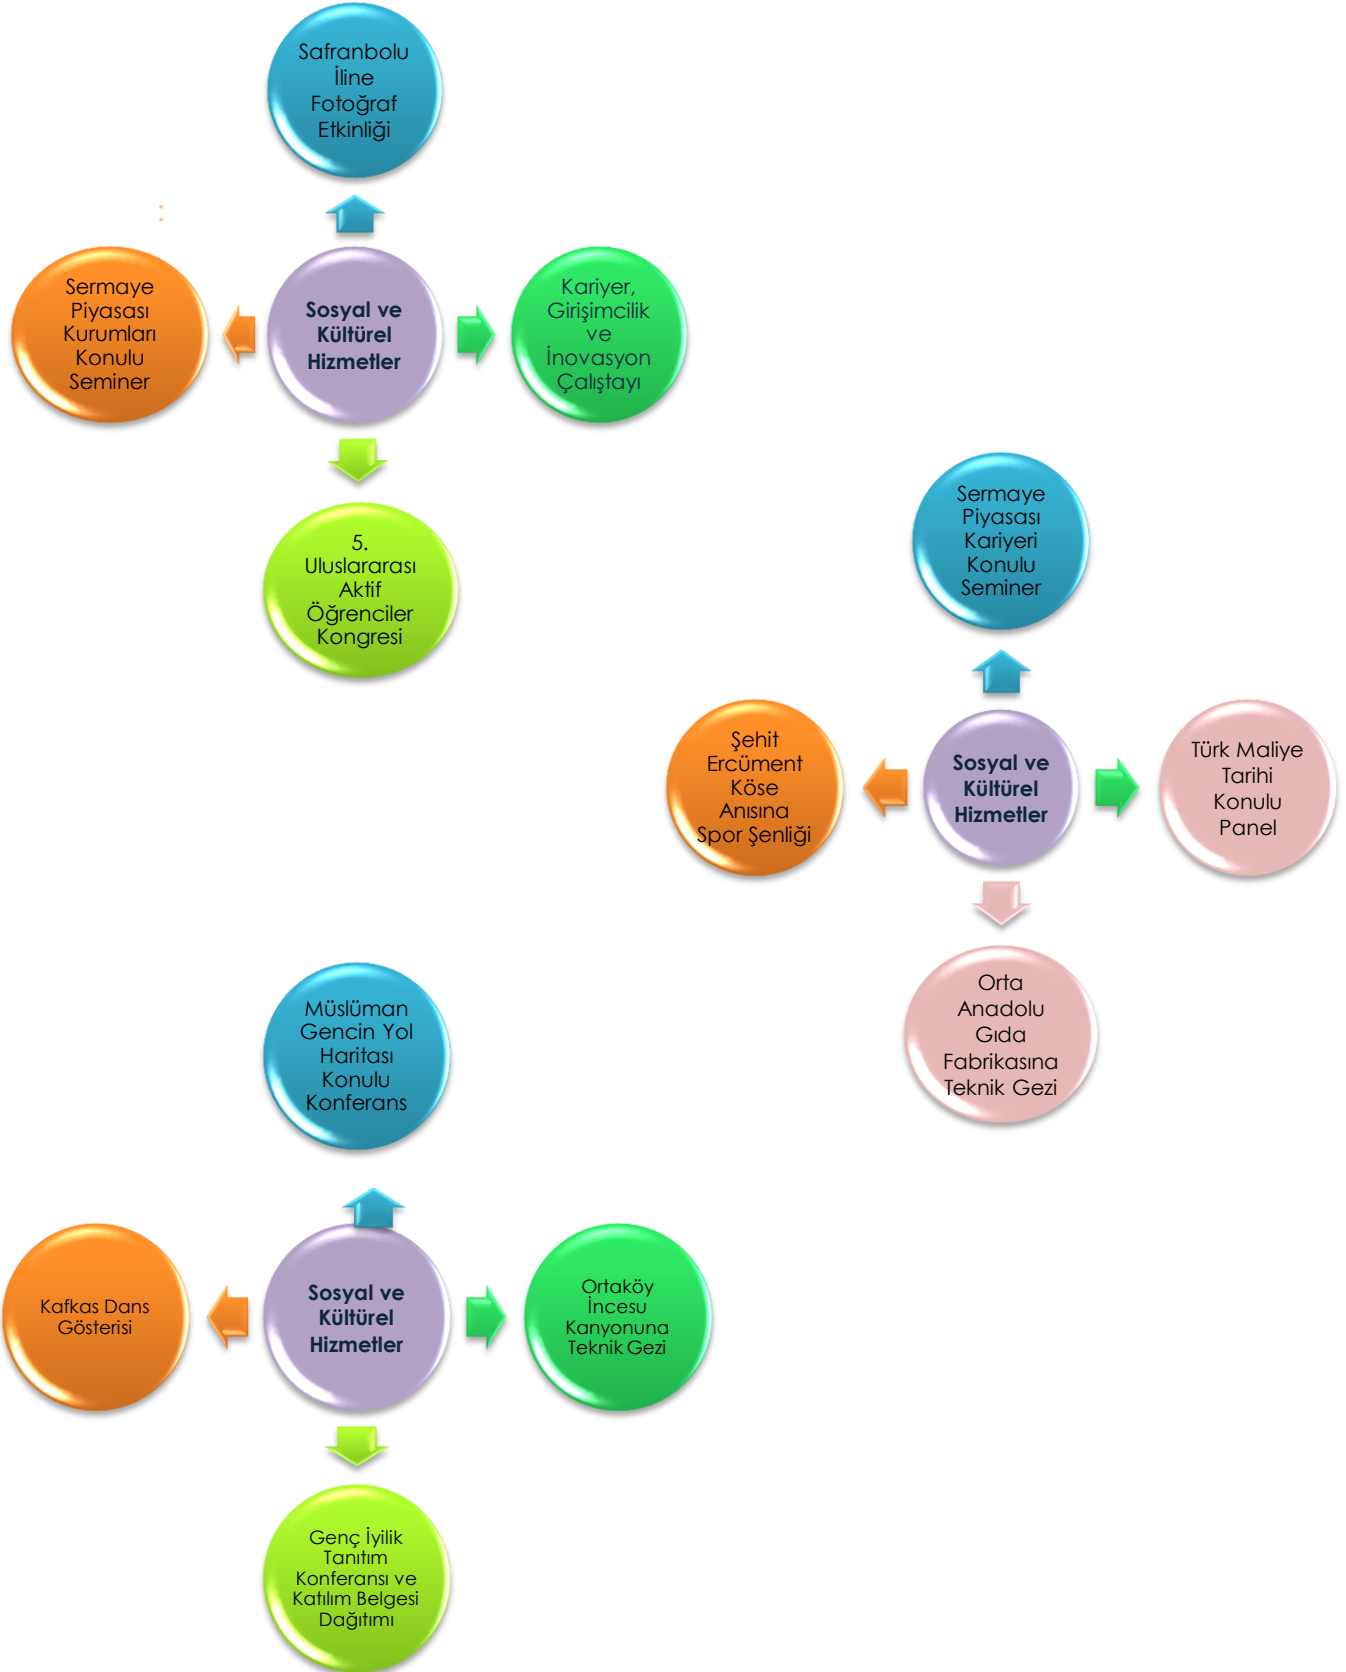 Safranbolu
İline
Fotoğraf
Etkinliği
:
Sermaye
Piyasası
Kurumları
Konulu
Seminer
Sosyal ve
Kültürel
Hizmetler
Kariyer,
Girişimcilik
ve
İnovasyon
Çalıştayı
5.
Uluslararası
Aktif
Öğrenciler
Kongresi
Sermaye
Piyasası
Kariyeri
Konulu
Seminer
Şehit
Ercüment
Köse
Anısına
Spor Şenliği
Sosyal ve
Kültürel
Hizmetler
Türk Maliye
Tarihi
Konulu
Panel
Orta
Anadolu
Gıda
Fabrikasına
Teknik Gezi
Müslüman
Gencin Yol
Haritası
Konulu
Konferans
Kafkas Dans
Gösterisi
Sosyal ve
Kültürel
Hizmetler
Ortaköy
İncesu
Kanyonuna
Teknik Gezi
Genç İyilik
Tanıtım
Konferansı ve
Katılım Belgesi
Dağıtımı